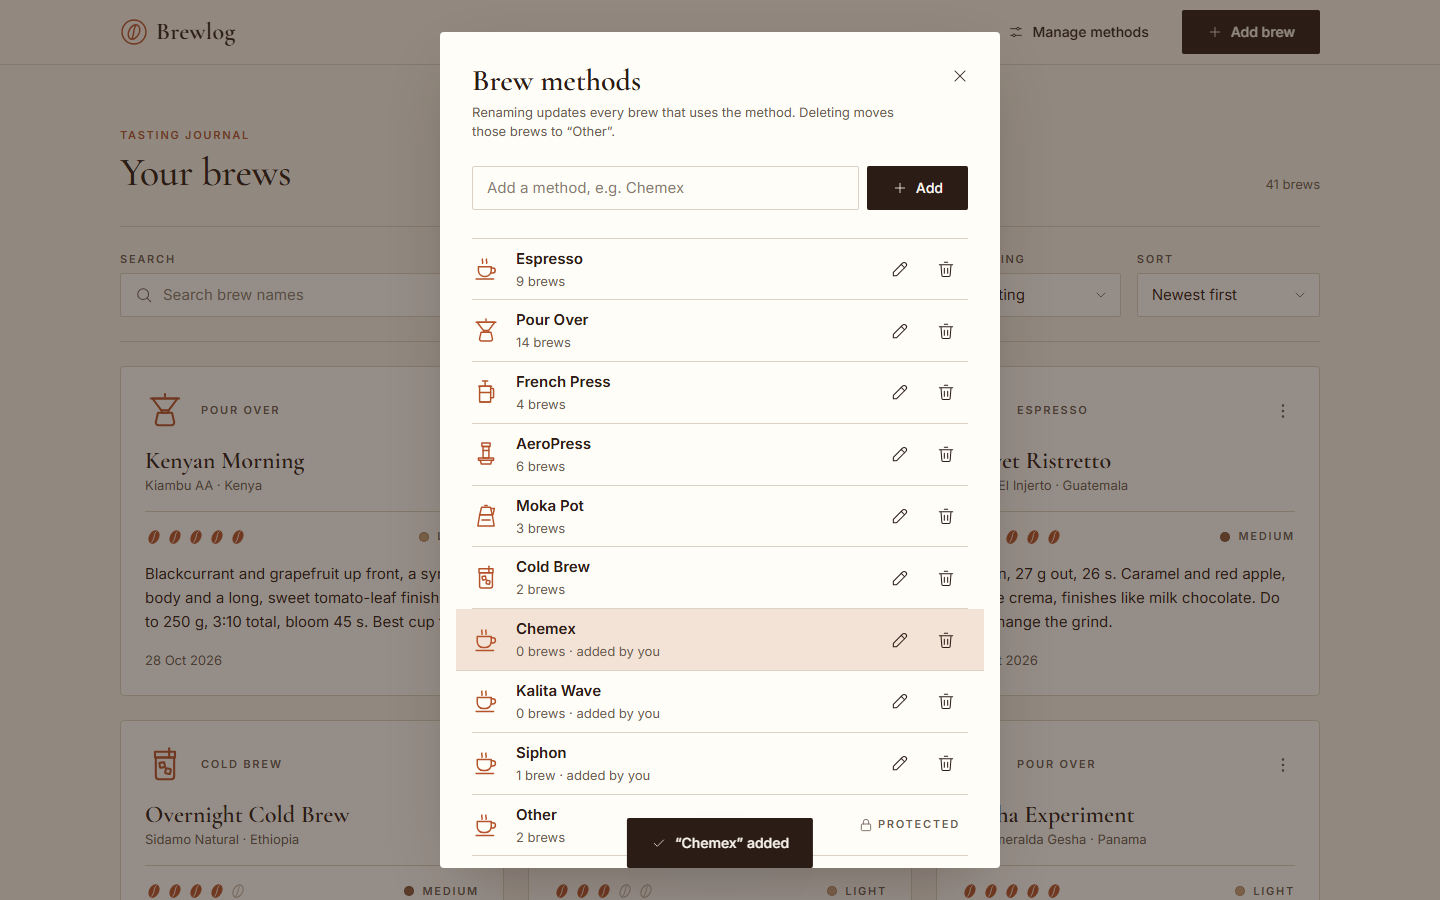 Brewlog
Manage methods
Add brew
TASTING JOURNAL
Your brews
41 brews
SEARCH
SORT
Search brew names
Newest first
Brew methods
Renaming updates every brew that uses the method. Deleting moves
those brews to “Other”.
Add a method, e.g. Chemex
Add
Espresso
9 brews
Pour Over
14 brews
French Press
4 brews
AeroPress
6 brews
Moka Pot
3 brews
Cold Brew
2 brews
Chemex
0 brews · added by you
Kalita Wave
0 brews · added by you
Siphon
1 brew · added by you
Other
2 brews
PROTECTED
“Chemex” added
POUR OVER
Kenyan Morning
Kiambu AA · Kenya
Blackcurrant and grapefruit up front, a
body and a long, sweet tomato-leaf finish
to 250 g, 3:10 total, bloom 45 s. Best cup
28 Oct 2026
ESPRESSO
Ristretto
El Injerto · Guatemala
MEDIUM
27 g out, 26 s. Caramel and red apple,
crema, finishes like milk chocolate. Do
the grind.
2026
COLD BREW
Overnight Cold Brew
Sidamo Natural · Ethiopia
MEDIUM
LIGHT
POUR OVER
Experiment
Gesha · Panama
LIGHT